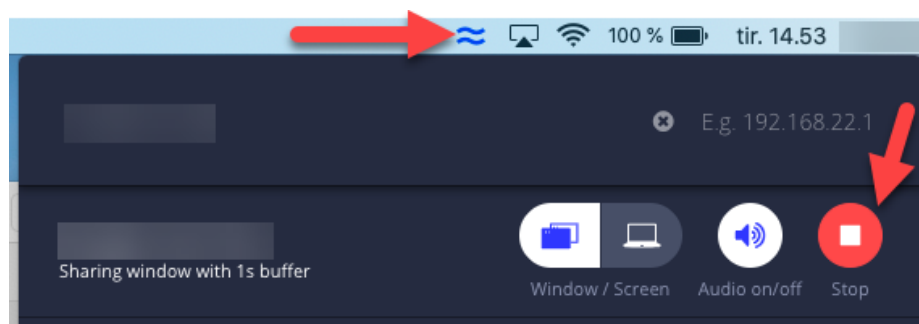 100 % tir. 14.53
E.g. 192.168.22.1
Sharing window with 1s buffer
Window / Screen Audio on/off Stop